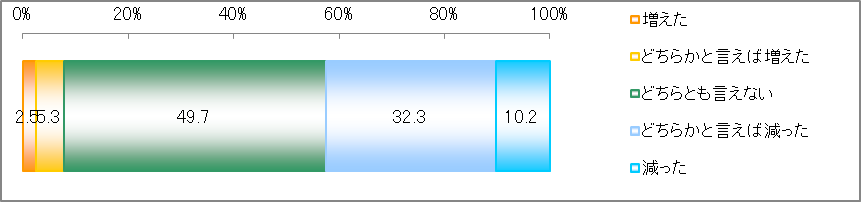 0% 20% 40% 60% 80% 100%
2.5 5.3 49.7 32.3 10.2
増えた
どちらかと言えば増えた
どちらとも言えない
どちらかと言えば減った
減った